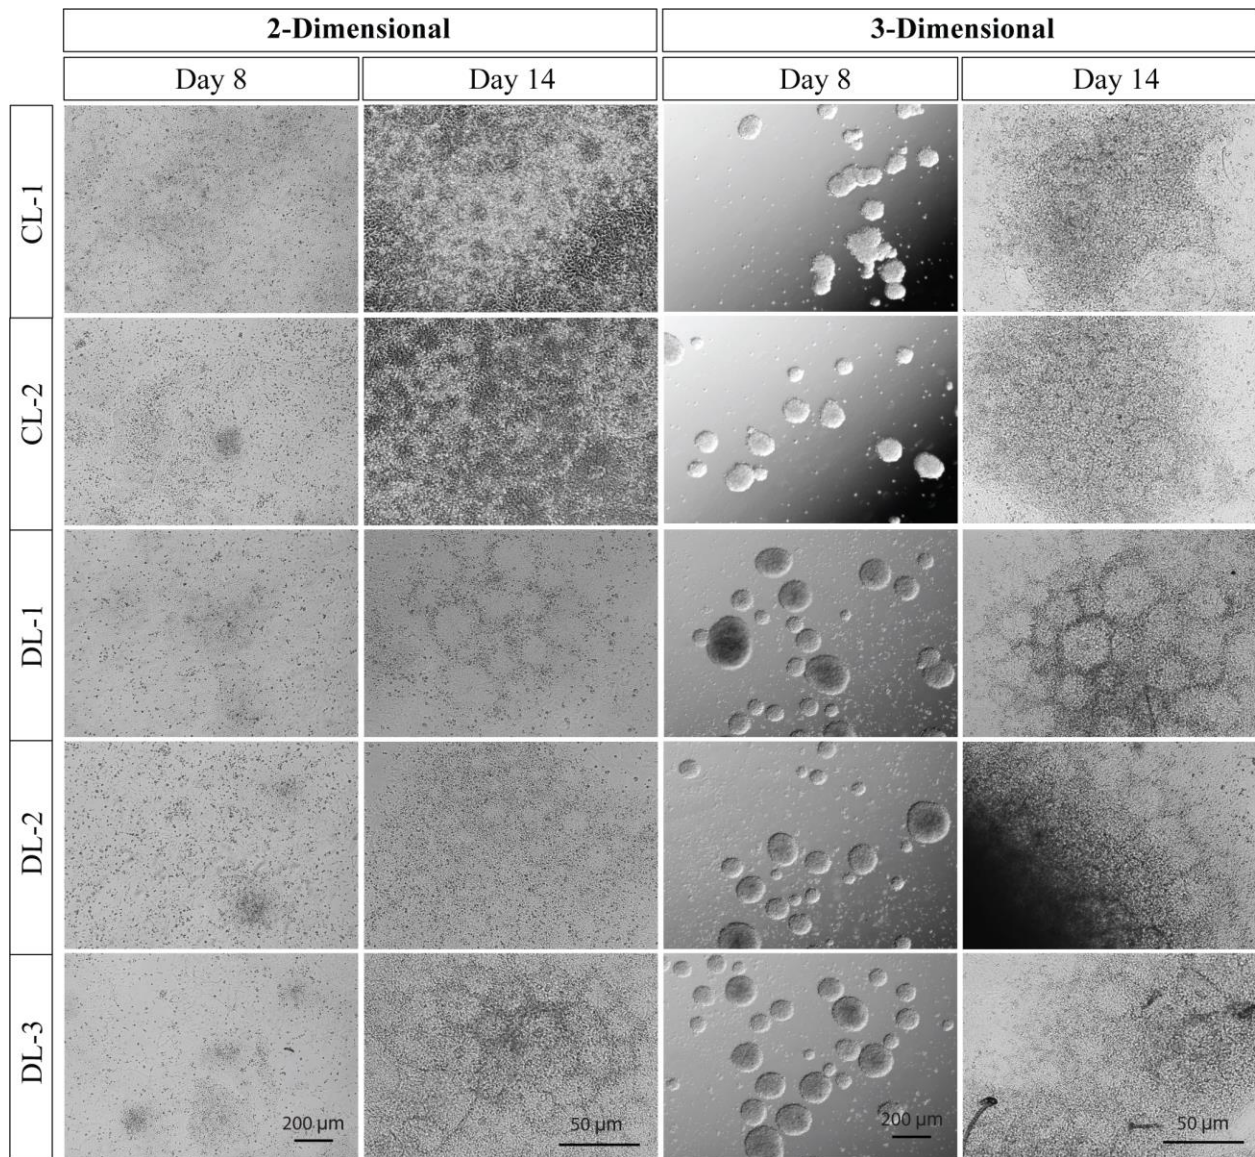 2-Dimensional
3-Dimensional
Day 8
Day 14
Day 8
Day 14
CL-1
CL-2
DL-1
DL-2
DL-3
200 µm
50 µm
200 µm
50 µm